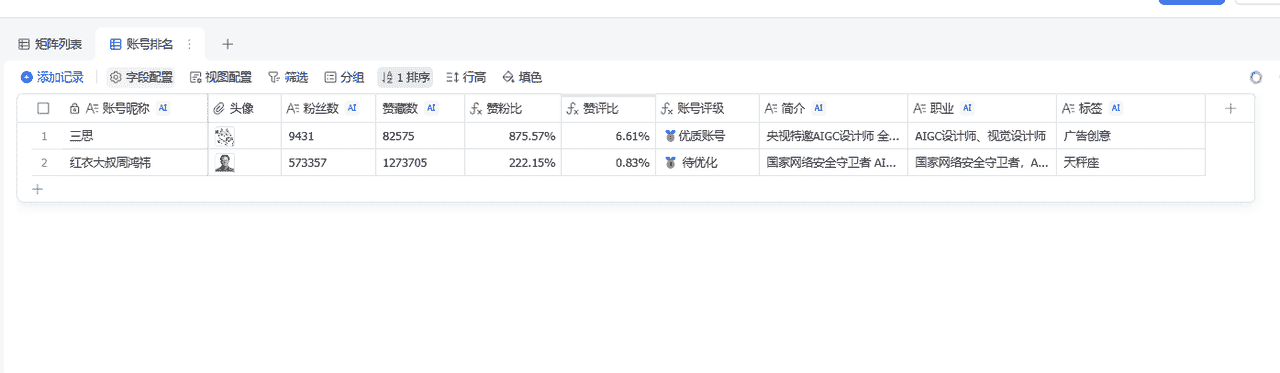 矩阵列表 账号排名
添加记录 字段配置 视图配置 筛选 分组 1 排序 行高 填色
账号昵称 AI 头像 粉丝数 AI 赞藏数 AI 赞粉比 赞评比 账号评级 简介 AI 职业 AI 标签 AI
1 三思 9431 82575 875.57% 6.61% 优质账号 央视特邀AIGC设计师 全... AIGC设计师、视觉设计师 广告创意
2 红衣大叔周鸿祎 573357 1273705 222.15% 0.83% 待优化 国家网络安全守卫者 AI... 国家网络安全守卫者，A... 天秤座